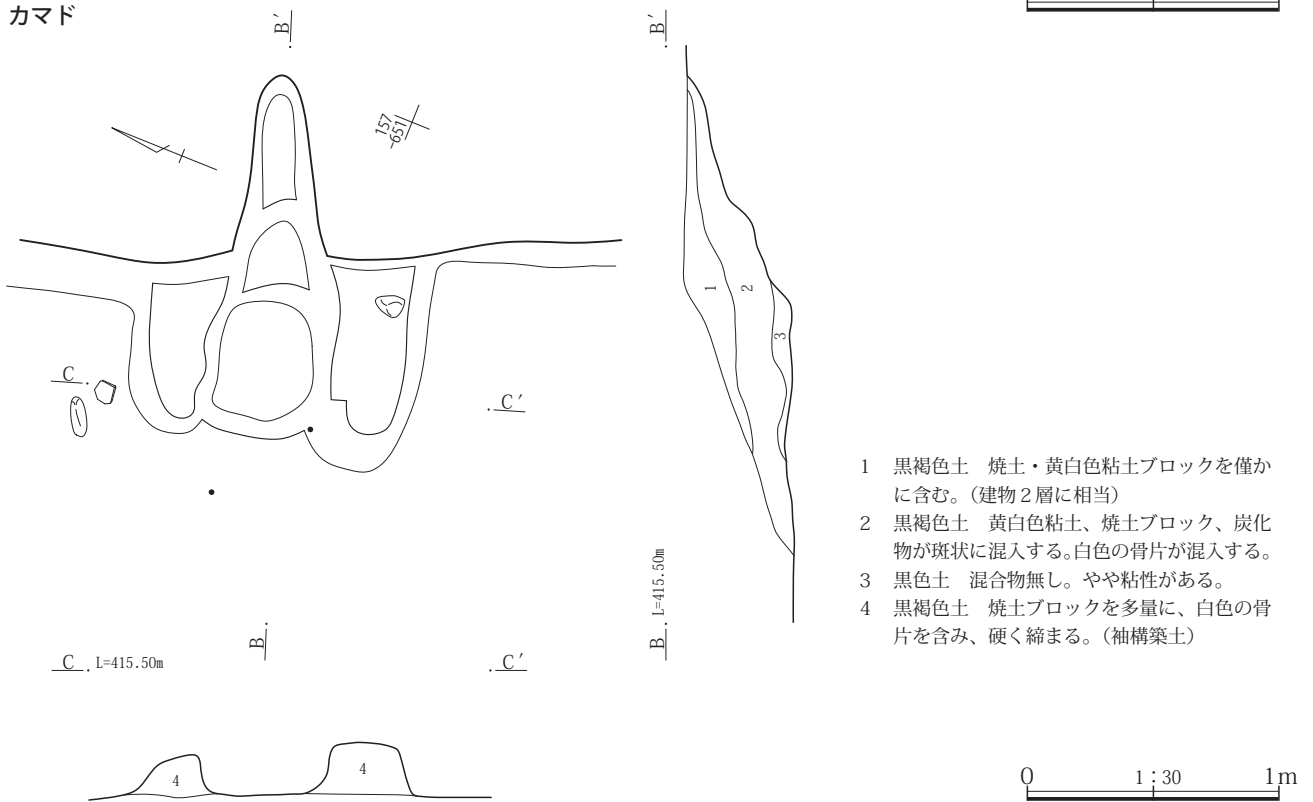 カマド
B′
B′
157
-651
1
2
3
C
C′
1　黒褐色土　焼土・黄白色粘土ブロックを僅か
に含む。（建物２層に相当）
2　黒褐色土　黄白色粘土、焼土ブロック、炭化
物が斑状に混入する。白色の骨片が混入する。
3　黒色土　混合物無し。やや粘性がある。
4　黒褐色土　焼土ブロックを多量に、白色の骨
片を含み、硬く締まる。（袖構築土）
B
B L=415.50m
C L=415.50m
C′
4
4
0 1：30 1m